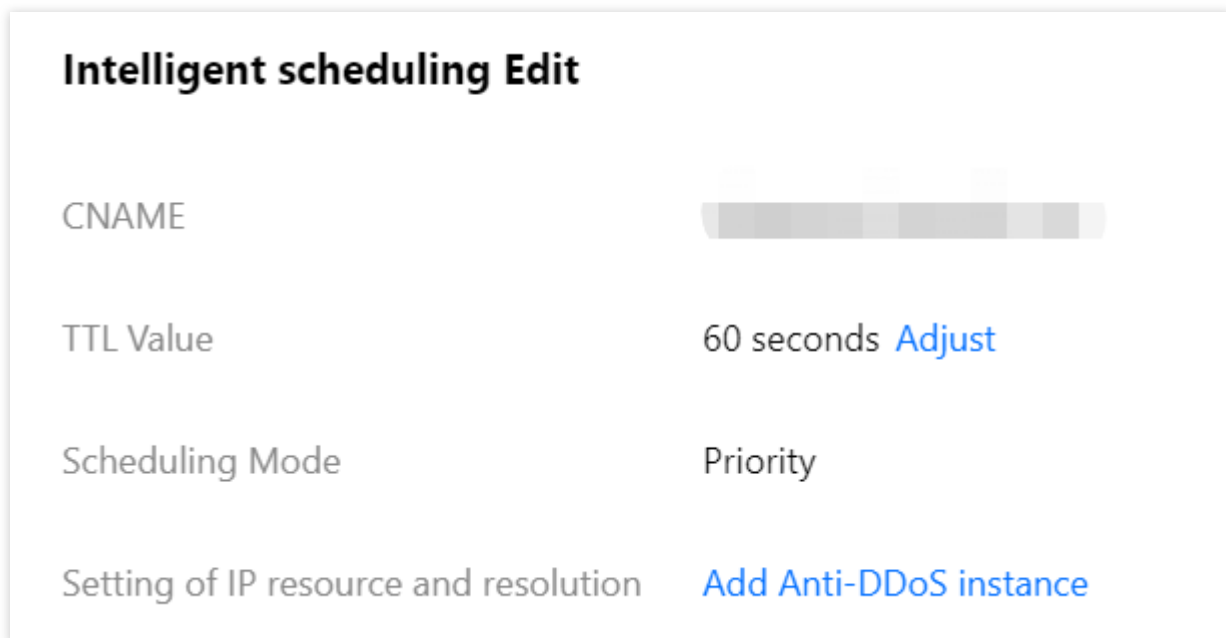 Intelligent scheduling Edit
CNAME
TTL Value 60 seconds Adjust
Scheduling Mode Priority
Setting of IP resource and resolution Add Anti-DDoS instance